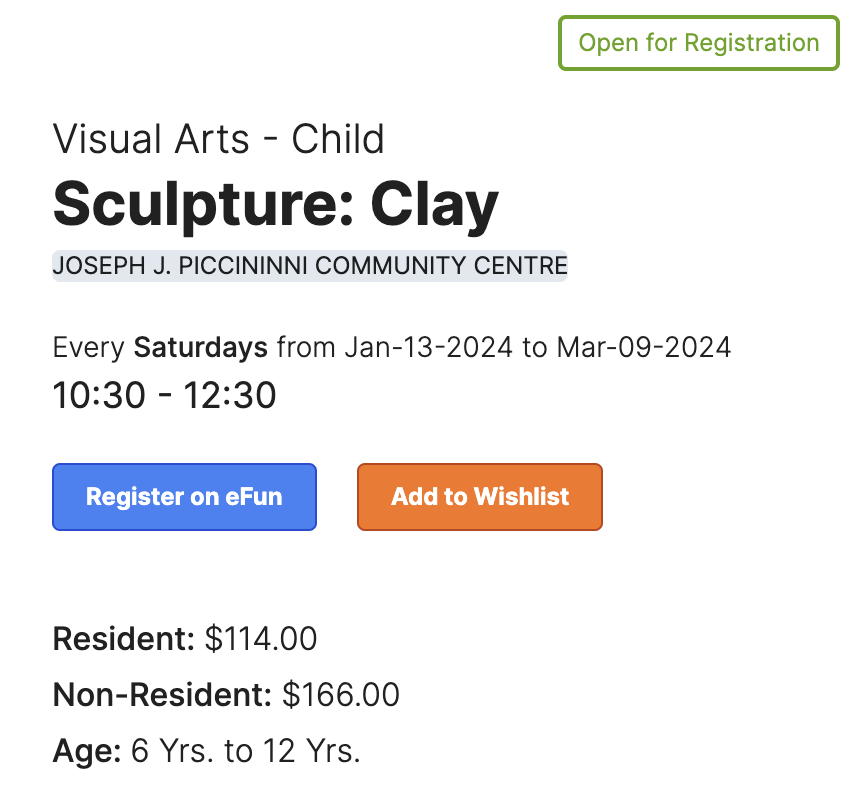 Open for Registration
Visual Arts - Child
Sculpture: Clay
JOSEPH J. PICCININNI COMMUNITY CENTRE
Every Saturdays from Jan-13-2024 to Mar-09-2024
10:30 - 12:30
Register on eFun
Add to Wishlist
Resident: $114.00
Non-Resident: $166.00
Age: 6 Yrs. to 12 Yrs.